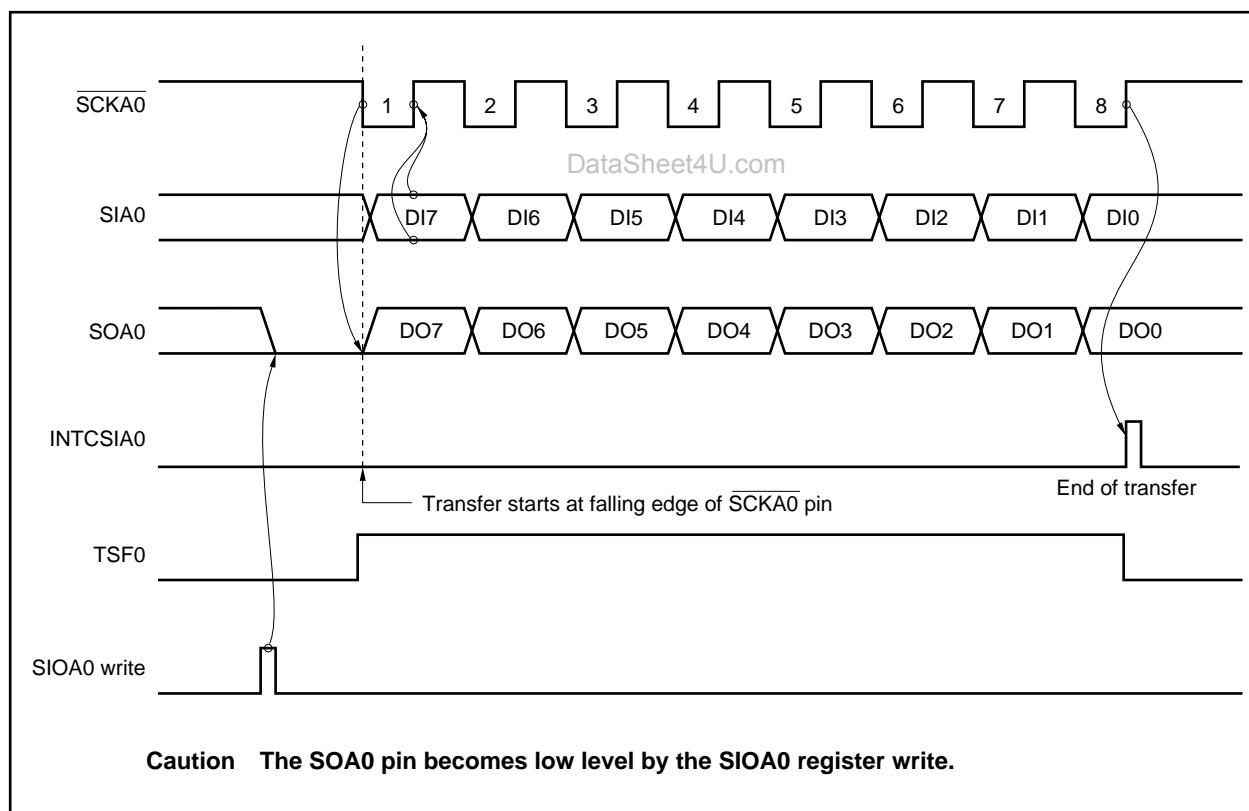 SCKA0
1 2 3 4 5 6 7 8
DataSheet4U.com
SIA0
DI7 DI6 DI5 DI4 DI3 DI2 DI1 DI0
SOA0
DO7 DO6 DO5 DO4 DO3 DO2 DO1 DO0
INTCSIA0
Transfer starts at falling edge of SCKA0 pin
End of transfer
TSF0
SIOA0 write
Caution The SOA0 pin becomes low level by the SIOA0 register write.